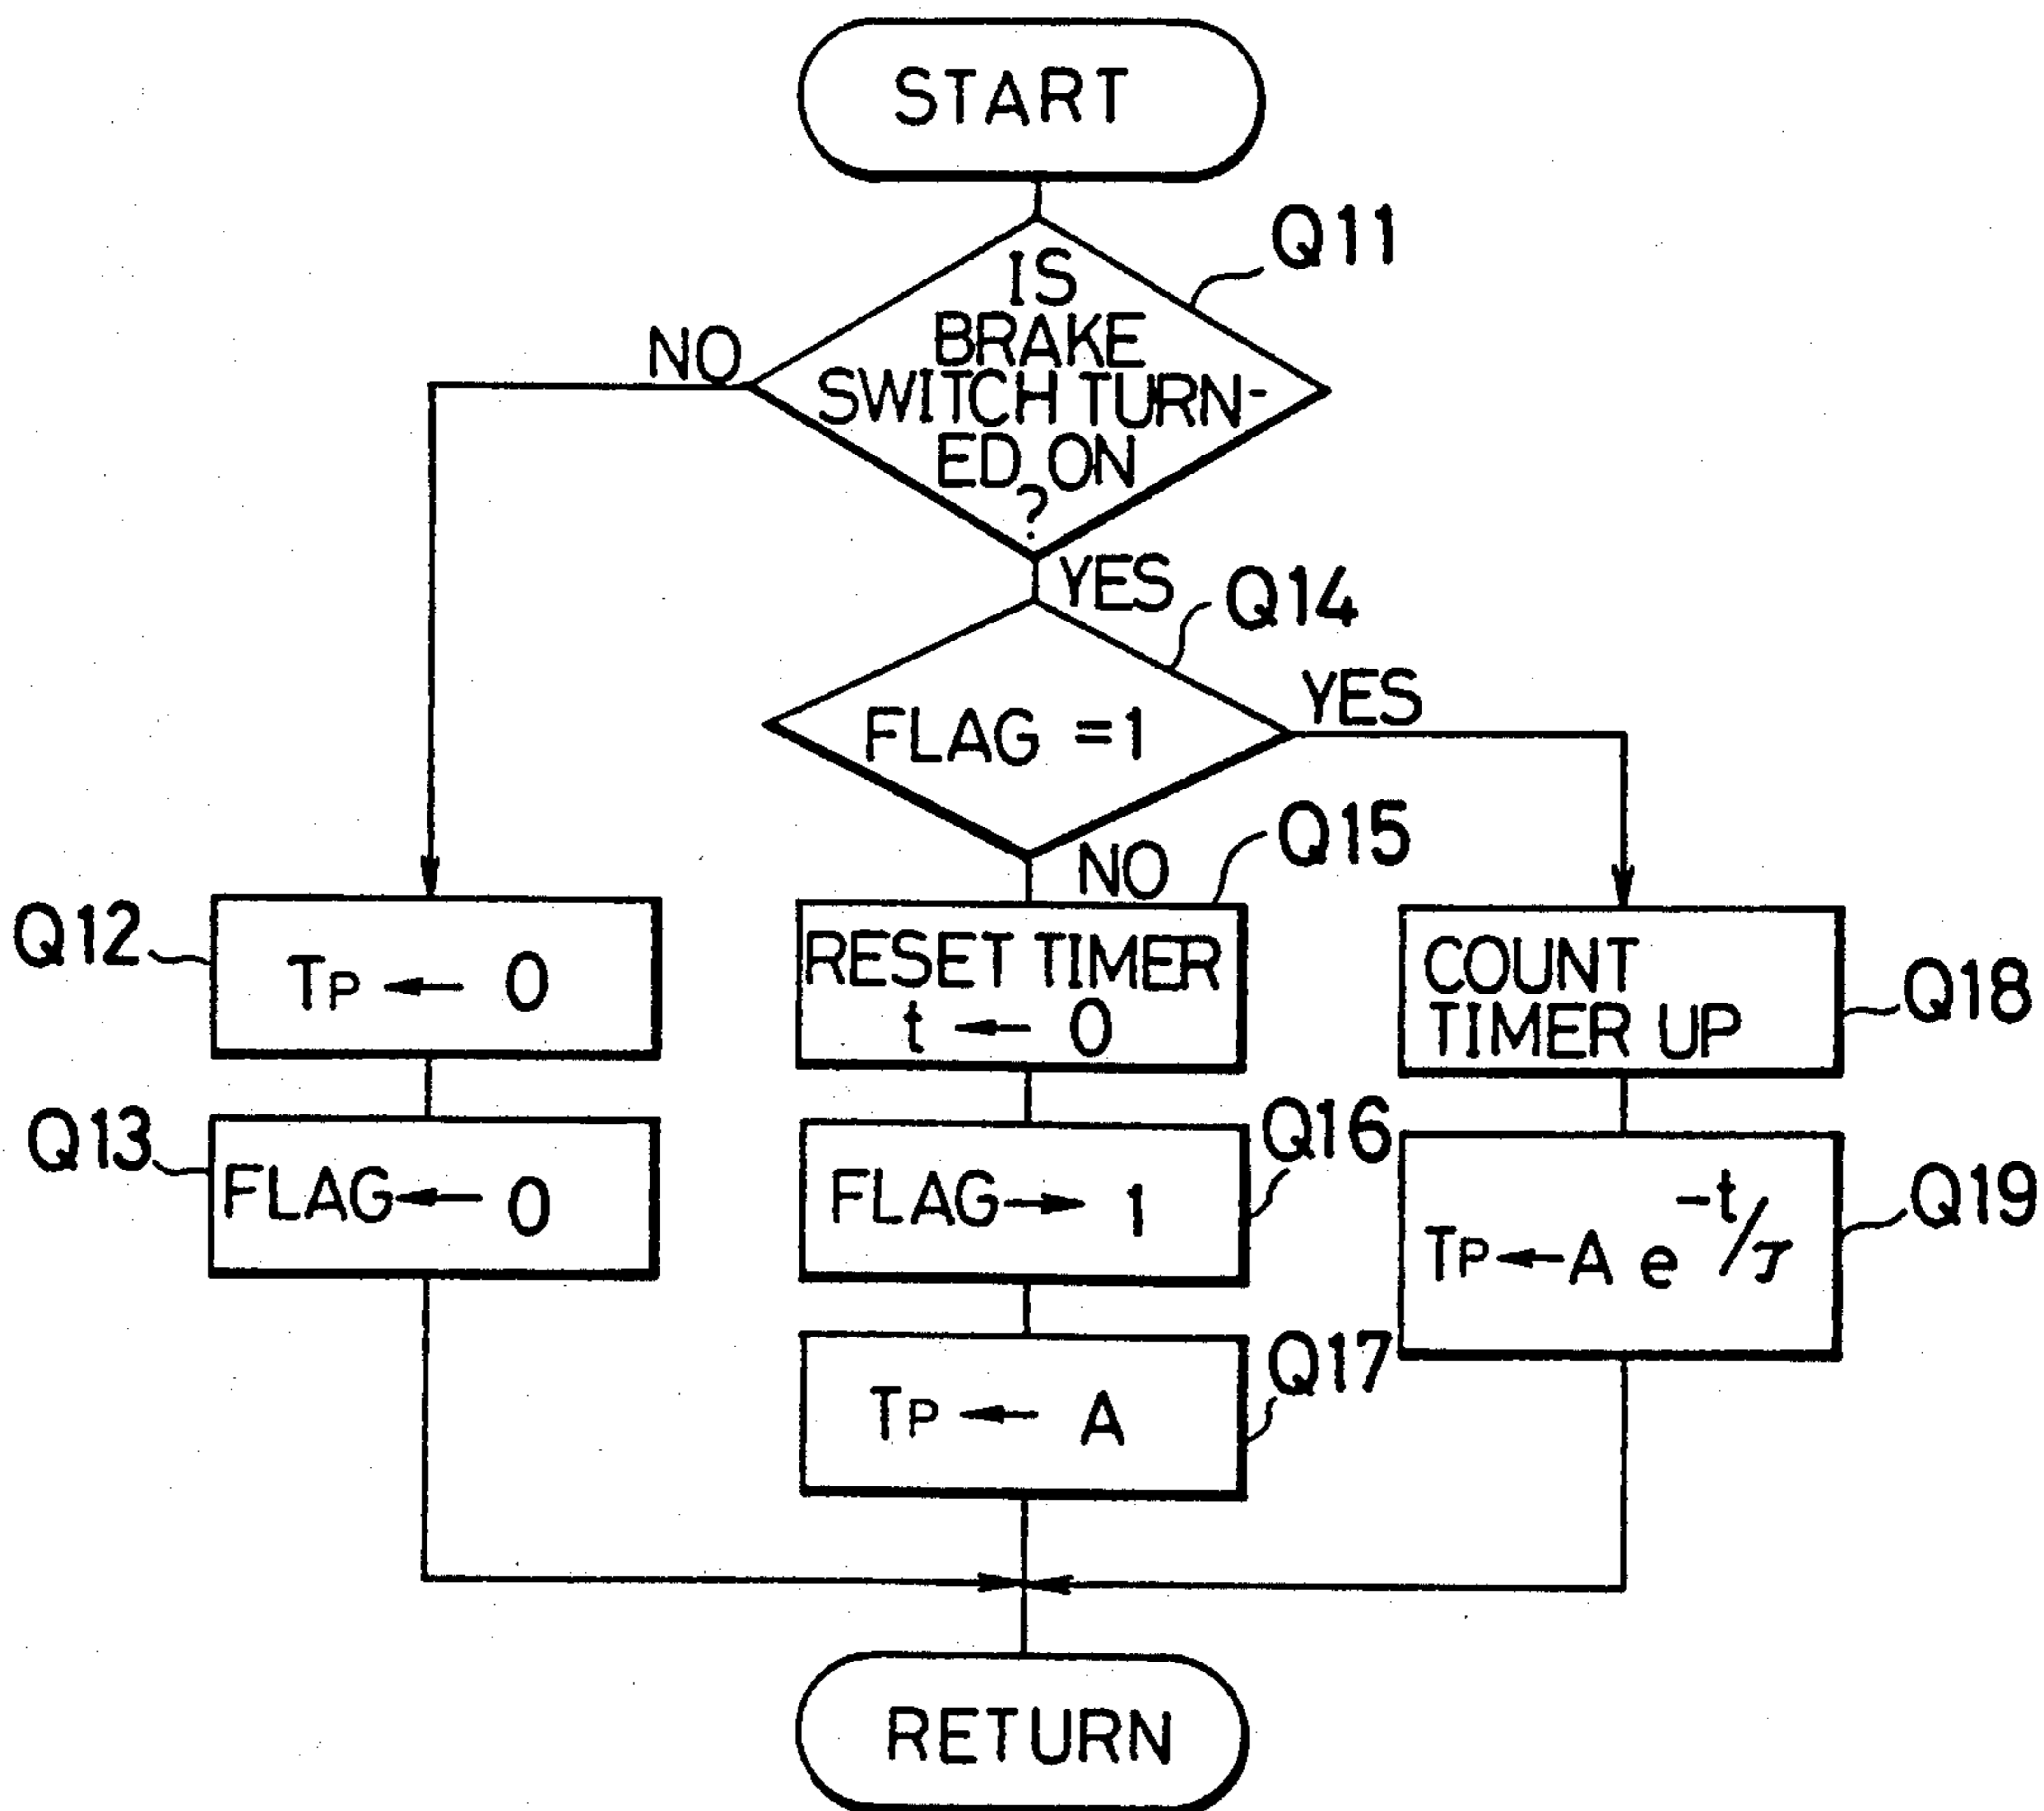 START
Q11
IS
BRAKE
SWITCH TURN-
ED ON
?
NO
YES
Q14
FLAG =1
YES
NO
Q12
TP ← 0
Q13
FLAG ← 0
Q15
RESET TIMER
t ← 0
Q16
FLAG → 1
Q17
TP ← A
Q18
COUNT
TIMER UP
Q19
TP ← A e -t/τ
RETURN